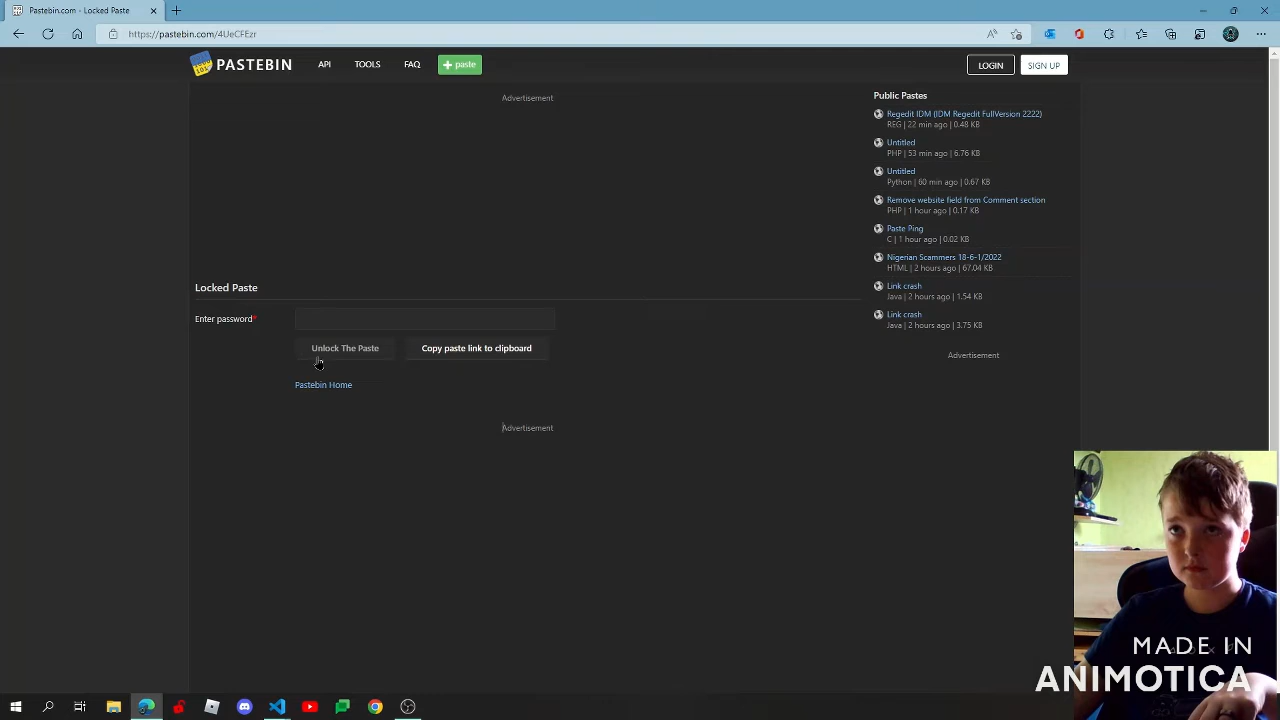 Pastebin.com - Locked Paste
https://pastebin.com/4UeCFEzr
PASTEBIN
API
TOOLS
FAQ
+ paste
LOGIN
SIGN UP
Advertisement
Public Pastes
Regedit IDM (IDM Regedit FullVersion 2222)
REG | 22 min ago | 0.48 KB
Untitled
PHP | 53 min ago | 6.76 KB
Untitled
Python | 60 min ago | 0.67 KB
Remove website field from Comment section
PHP | 1 hour ago | 0.17 KB
Paste Ping
C | 1 hour ago | 0.02 KB
Nigerian Scammers 18-6-1/2022
HTML | 2 hours ago | 67.04 KB
Link crash
Java | 2 hours ago | 1.54 KB
Link crash
Java | 2 hours ago | 3.75 KB
Advertisement
Locked Paste
Enter password*
Unlock The Paste
Copy paste link to clipboard
Pastebin Home
Advertisement
MADE IN
ANIMOTICA